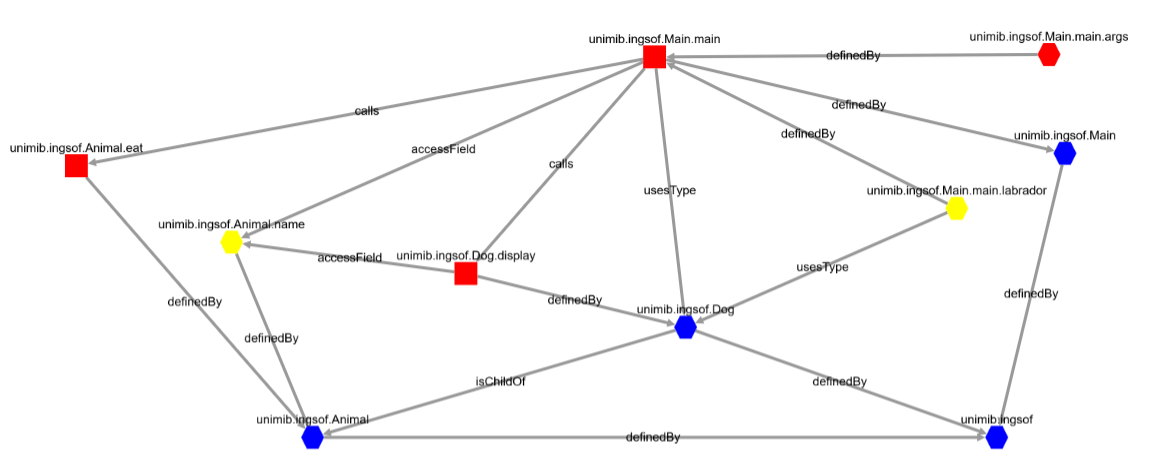 unimib.ingsof.Main.main
unimib.ingsof.Main.main.args
definedBy
definedBy
calls
definedBy
unimib.ingsof.Main
unimib.ingsof.Animal.eat
accessField
calls
usesType
unimib.ingsof.Main.main.labrador
unimib.ingsof.Animal.name
accessField
unimib.ingsof.Dog.display
usesType
definedBy
definedBy
definedBy
unimib.ingsof.Dog
definedBy
isChildOf
definedBy
unimib.ingsof.Animal
unimib.ingsof
definedBy